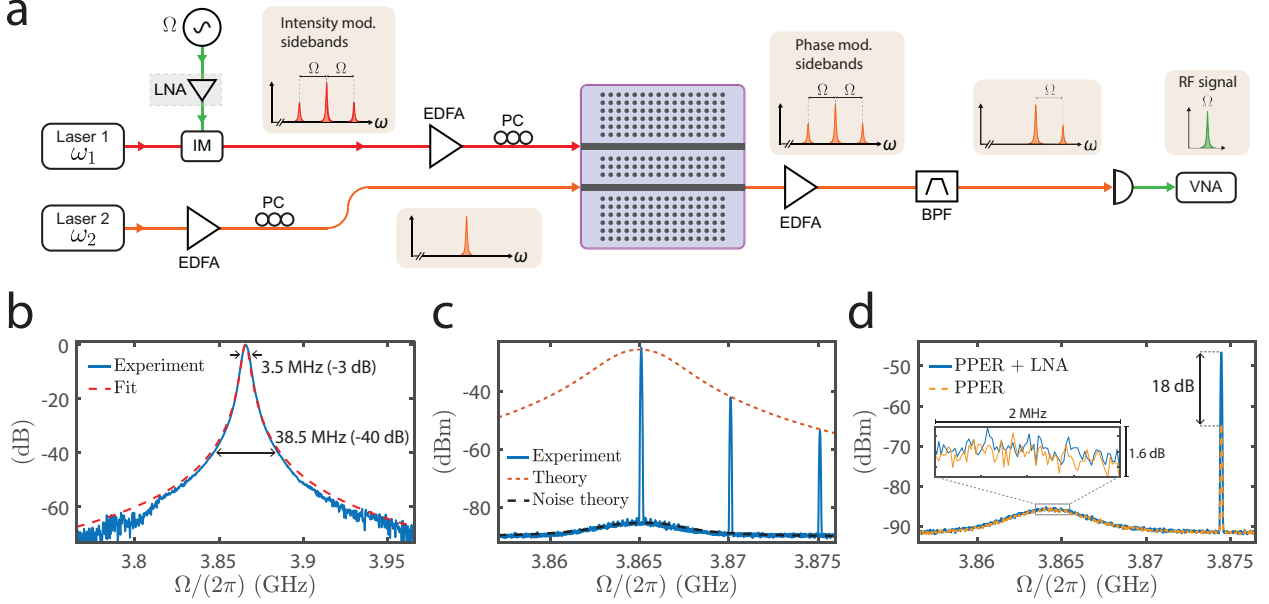 a
Ω
LNA
Intensity mod.
sidebands
Ω Ω
ω
Laser 1
ω₁
IM
EDFA
PC
Laser 2
ω₂
EDFA
PC
ω
Phase mod.
sidebands
Ω Ω
ω
EDFA
BPF
Ω
ω
RF signal
Ω
VNA
b
(dB)
0
-20
-40
-60
Experiment
Fit
3.5 MHz (-3 dB)
38.5 MHz (-40 dB)
3.8 3.85 3.9 3.95
Ω/(2π) (GHz)
c
(dBm)
-40
-60
-80
Experiment
Theory
Noise theory
3.86 3.865 3.87 3.875
Ω/(2π) (GHz)
d
(dBm)
-50
-60
-70
-80
-90
PPER + LNA
PPER
18 dB
2 MHz
1.6 dB
3.86 3.865 3.87 3.875
Ω/(2π) (GHz)